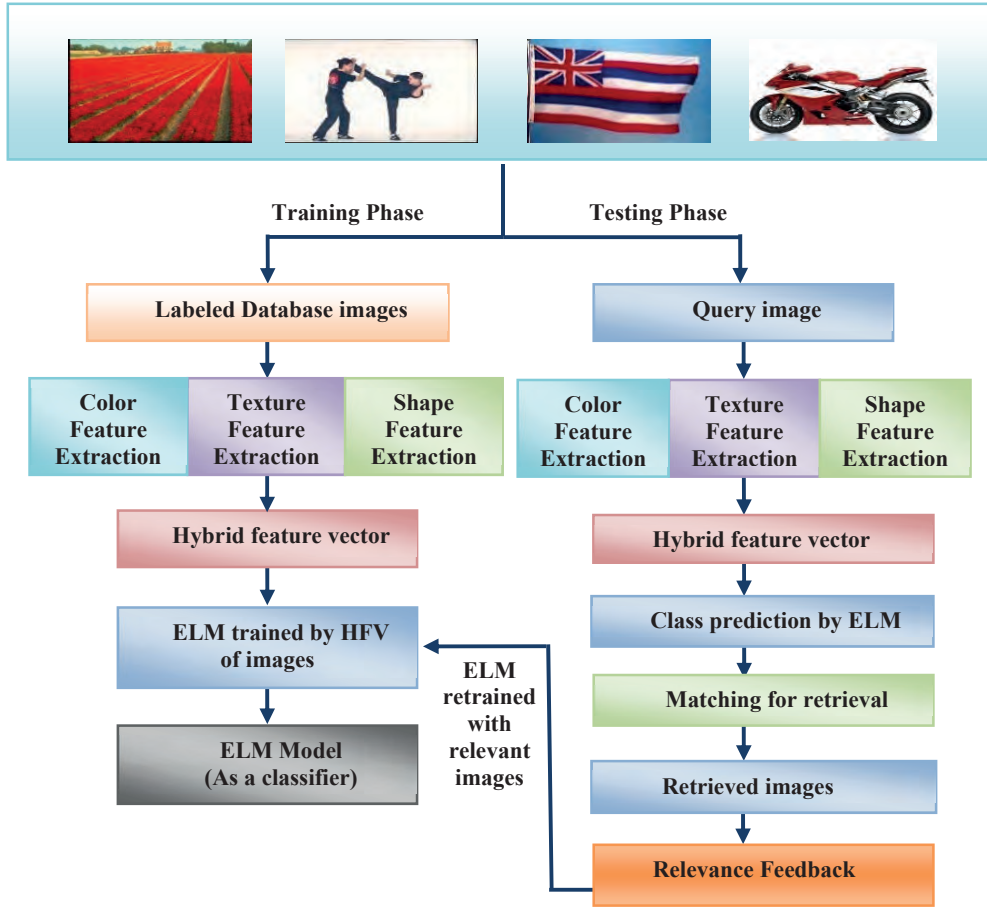 Training Phase
Testing Phase
Labeled Database images
Query image
Color
Feature
Extraction
Texture
Feature
Extraction
Shape
Feature
Extraction
Color
Feature
Extraction
Texture
Feature
Extraction
Shape
Feature
Extraction
Hybrid feature vector
Hybrid feature vector
ELM trained by HFV
of images
Class prediction by ELM
ELM
retrained
with
relevant
images
Matching for retrieval
ELM Model
(As a classifier)
Retrieved images
Relevance Feedback